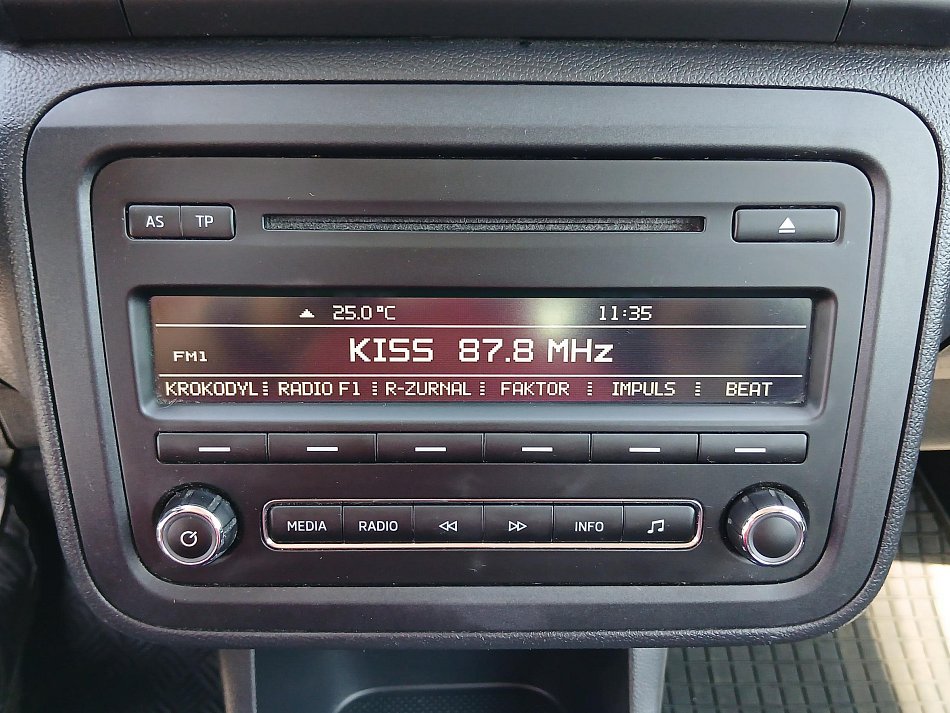 AS TP
25.0 °C 11:35
FM1 KISS 87.8 MHz
KROKODYL RADIO F1 R-ZURNAL FAKTOR IMPULS BEAT
MEDIA RADIO INFO